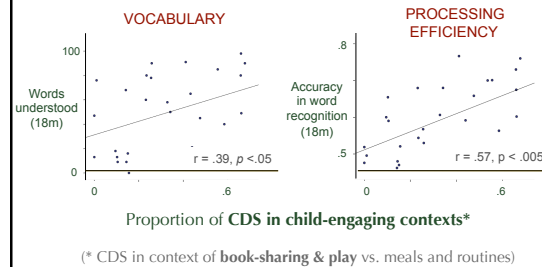 VOCABULARY
100
Words
understood
(18m)
0
r = .39, p <.05
0
.6
PROCESSING
EFFICIENCY
.8
Accuracy
in word
recognition
(18m)
.5
r = .57, p < .005
0
.6
Proportion of CDS in child-engaging contexts*
(* CDS in context of book-sharing & play vs. meals and routines)